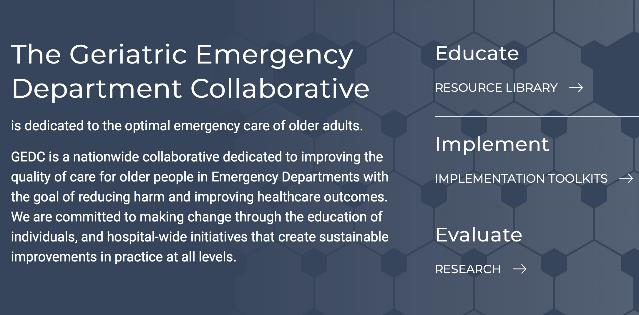 The Geriatric Emergency
Department Collaborative
is dedicated to the optimal emergency care of older adults.
GEDC is a nationwide collaborative dedicated to improving the
quality of care for older people in Emergency Departments with
the goal of reducing harm and improving healthcare outcomes.
We are committed to making change through the education of
individuals, and hospital-wide initiatives that create sustainable
improvements in practice at all levels.
Educate
RESOURCE LIBRARY →
Implement
IMPLEMENTATION TOOLKITS →
Evaluate
RESEARCH →